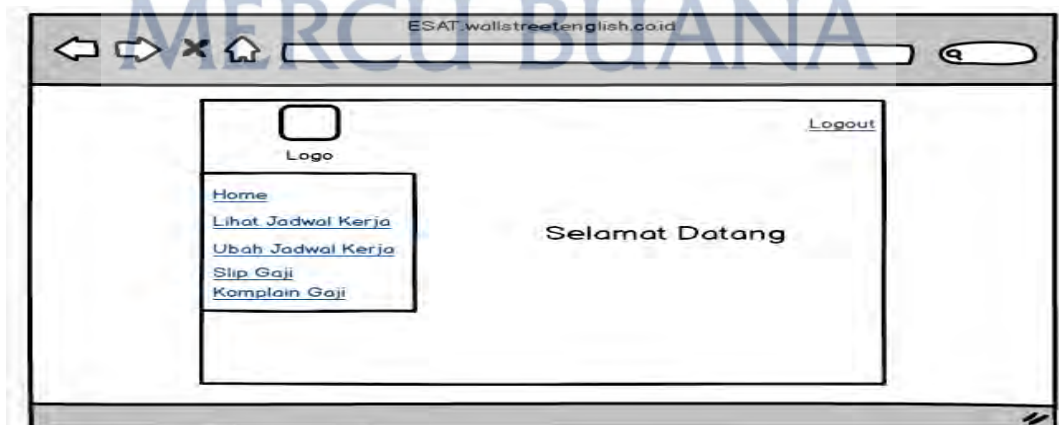 MERCU BUANA
ESAT.wallstreetenglish.co.id
Logo
Logout
Home
Lihat Jadwal Kerja
Ubah Jadwal Kerja
Slip Gaji
Komplain Gaji
Selamat Datang